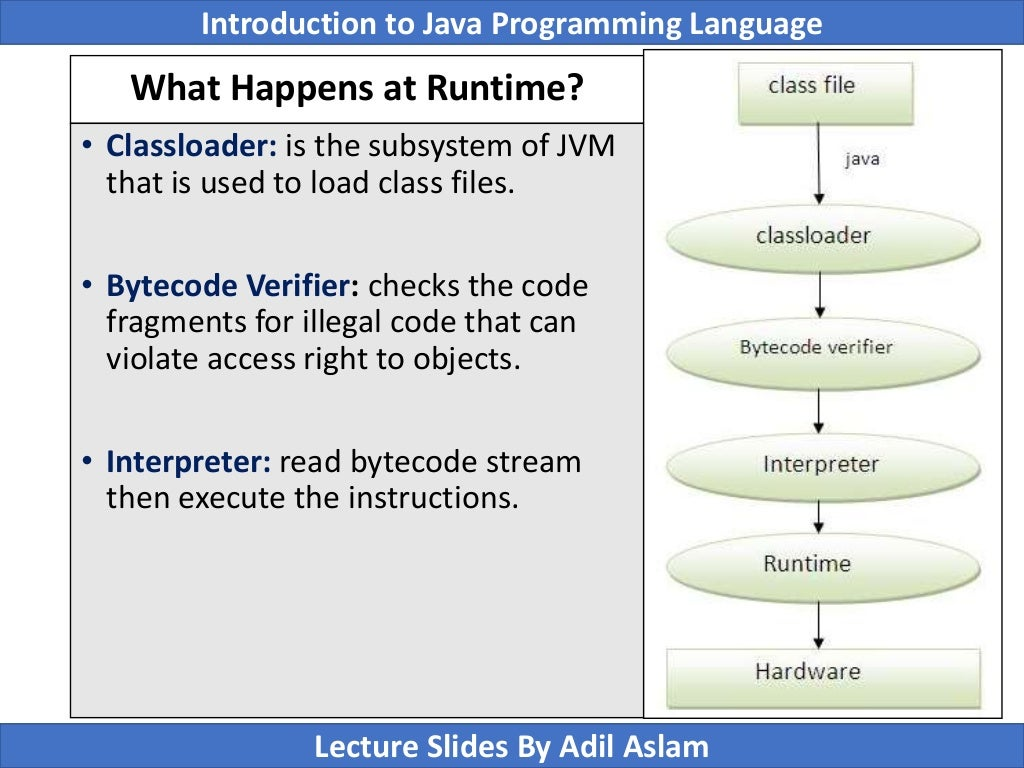 Introduction to Java Programming Language
What Happens at Runtime?
• Classloader: is the subsystem of JVM
that is used to load class files.
• Bytecode Verifier: checks the code
fragments for illegal code that can
violate access right to objects.
• Interpreter: read bytecode stream
then execute the instructions.
class file
java
classloader
Bytecode verifier
Interpreter
Runtime
Hardware
Lecture Slides By Adil Aslam